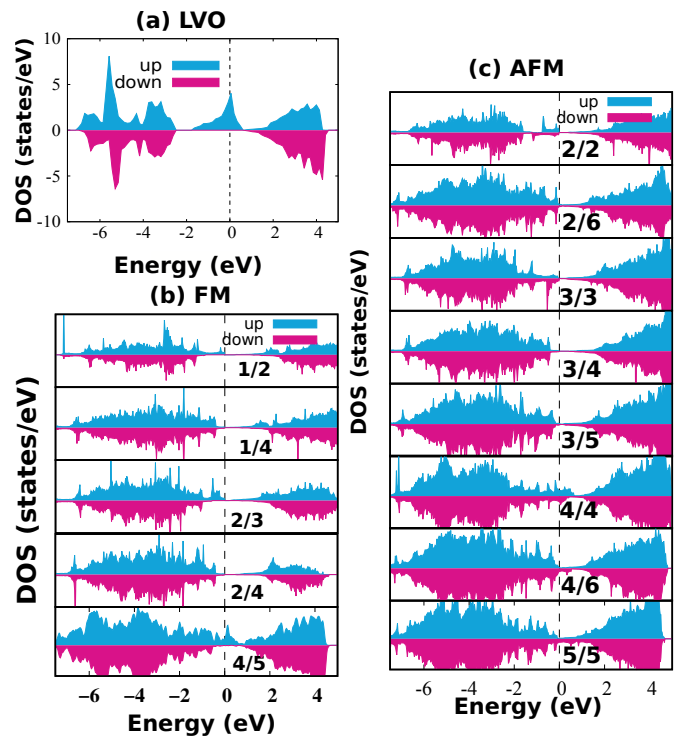 (a) LVO
DOS (states/eV)
10
5
0
-5
-10
up
down
-6 -4 -2 0 2 4
Energy (eV)
(b) FM
DOS (states/eV)
up
down
1/2
1/4
2/3
2/4
4/5
−6 −4 −2 0 2 4
Energy (eV)
(c) AFM
DOS (states/eV)
up
down
2/2
2/6
3/3
3/4
3/5
4/4
4/6
5/5
-6 -4 -2 0 2 4
Energy (eV)